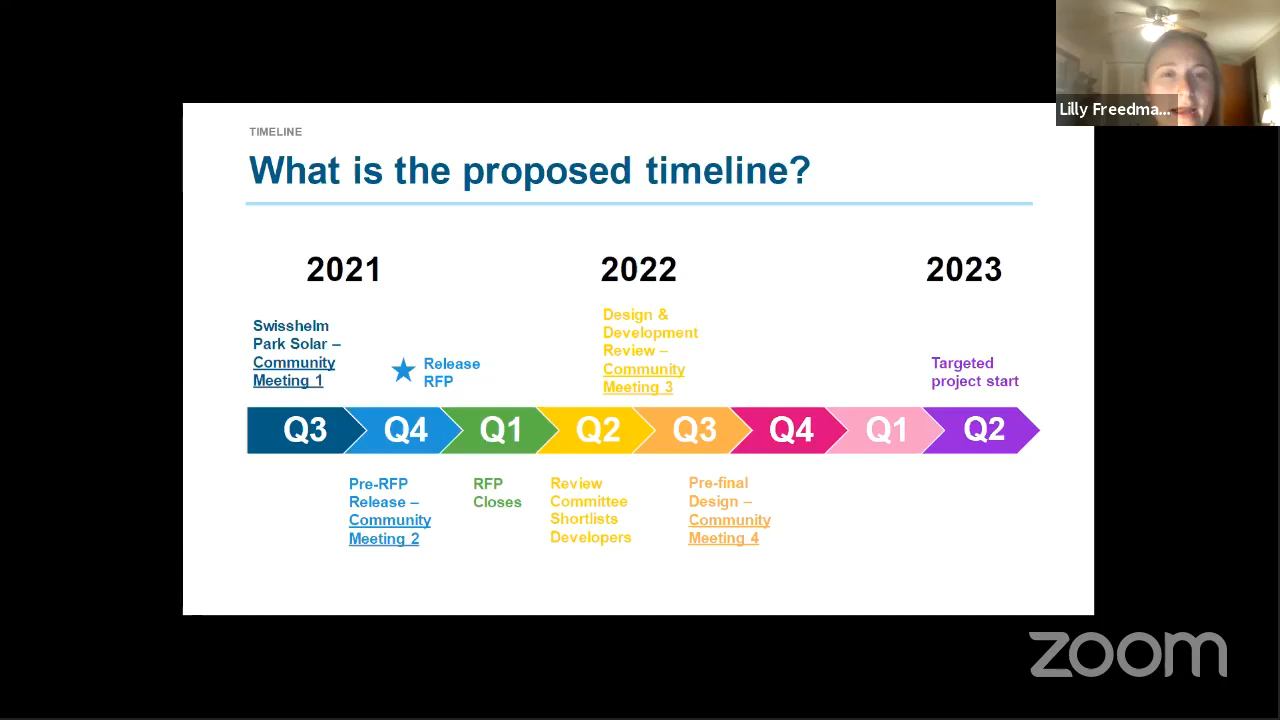 Lilly Freedma...
TIMELINE
What is the proposed timeline?
2021
2022
2023
Swisshelm
Park Solar –
Community
Meeting 1
Release
RFP
Design &
Development
Review –
Community
Meeting 3
Targeted
project start
Q3
Q4
Q1
Q2
Q3
Q4
Q1
Q2
Pre-RFP
Release –
Community
Meeting 2
RFP
Closes
Review
Committee
Shortlists
Developers
Pre-final
Design –
Community
Meeting 4
zoom